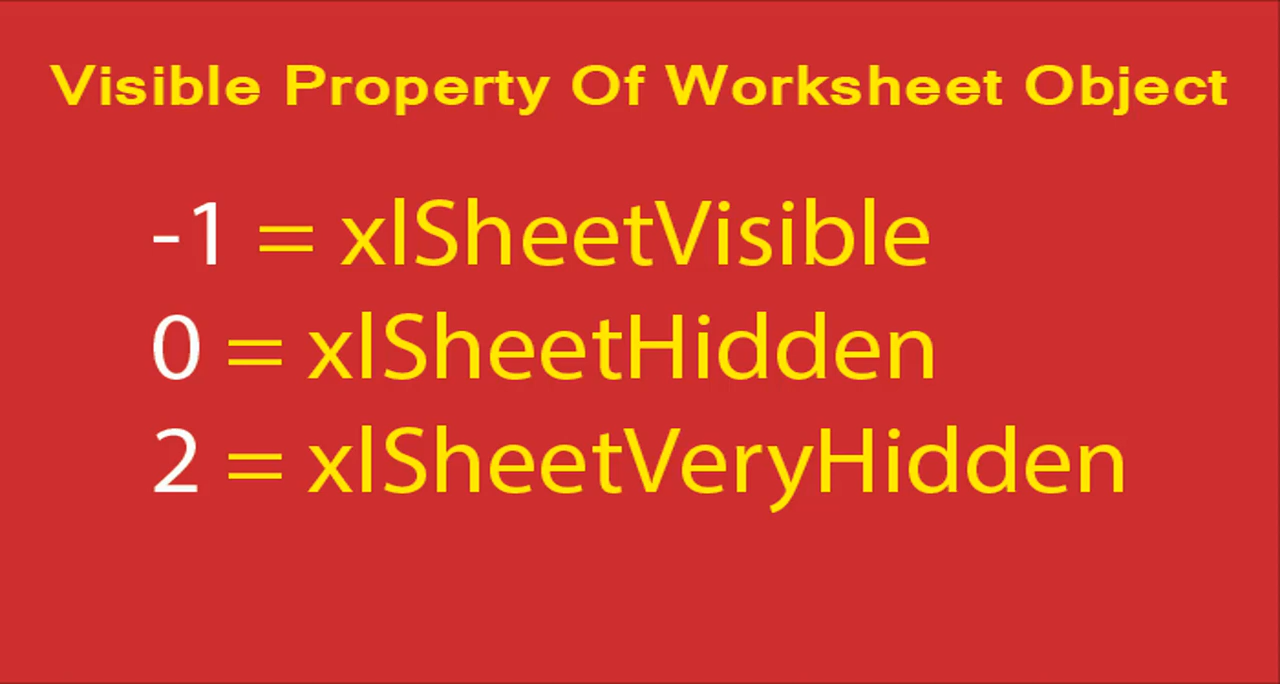 Visible Property Of Worksheet Object
-1 = xlSheetVisible
0 = xlSheetHidden
2 = xlSheetVeryHidden